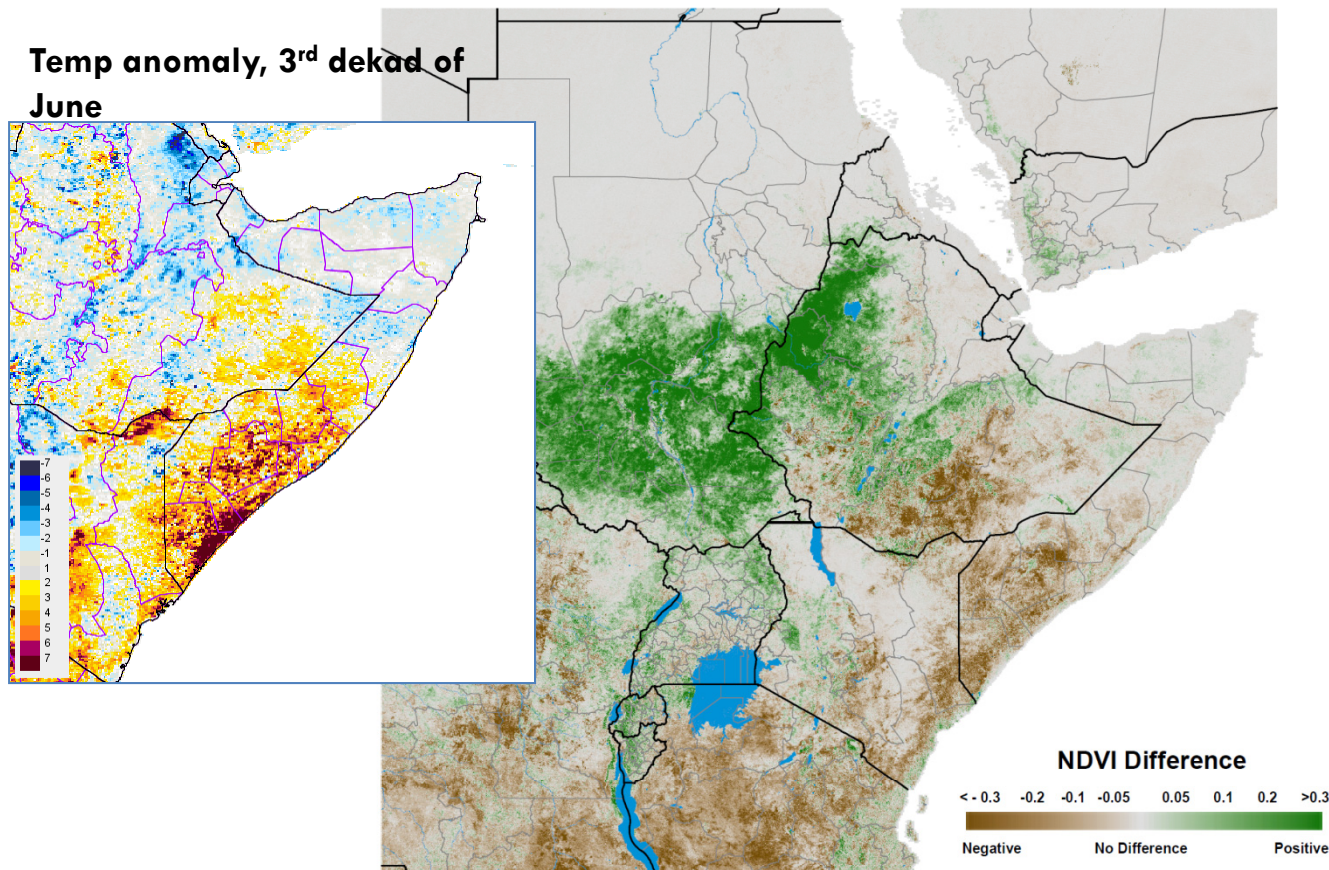 Temp anomaly, 3rd dekad of
June
-7
-6
-5
-4
-3
-2
-1
1
2
3
4
5
6
7
NDVI Difference
< - 0.3 -0.2 -0.1 -0.05 0.05 0.1 0.2 >0.3
Negative No Difference Positive